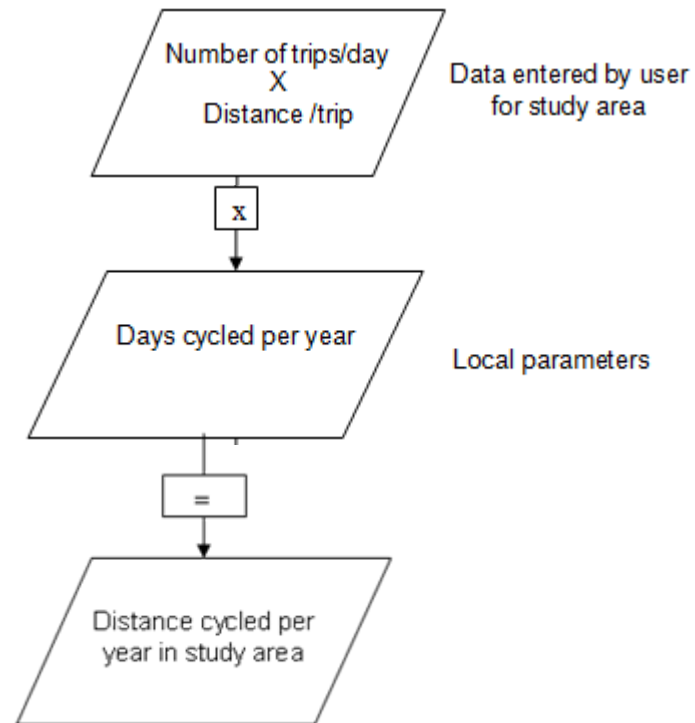 Number of trips/day
X
Distance /trip
Data entered by user
for study area
x
Days cycled per year
Local parameters
=
Distance cycled per
year in study area